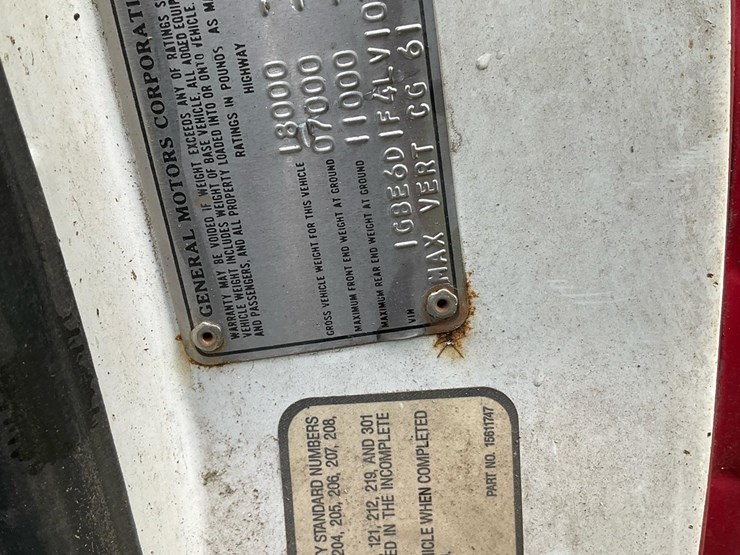 GENERAL MOTORS CORPORATI
WARRANTY MAY BE VOIDED IF WEIGHT EXCEEDS ANY OF RATINGS S
VEHICLE WEIGHT INCLUDES WEIGHT OF BASE VEHICLE, ALL ADDED EQUIP
AND PASSENGERS, AND ALL PROPERTY LOADED INTO OR ONTO VEHICLE.
RATINGS IN POUNDS AS M
HIGHWAY
GROSS VEHICLE WEIGHT FOR THIS VEHICLE 18000
MAXIMUM FRONT END WEIGHT AT GROUND 07000
MAXIMUM REAR END WEIGHT AT GROUND 11000
VIN 1GBE6D1F4LV10
MAX VERT CG 61
Y STANDARD NUMBERS
204, 205, 206, 207, 208,
121, 212, 219, AND 301
ED IN THE INCOMPLETE
HICLE WHEN COMPLETED
PART NO. 15611747